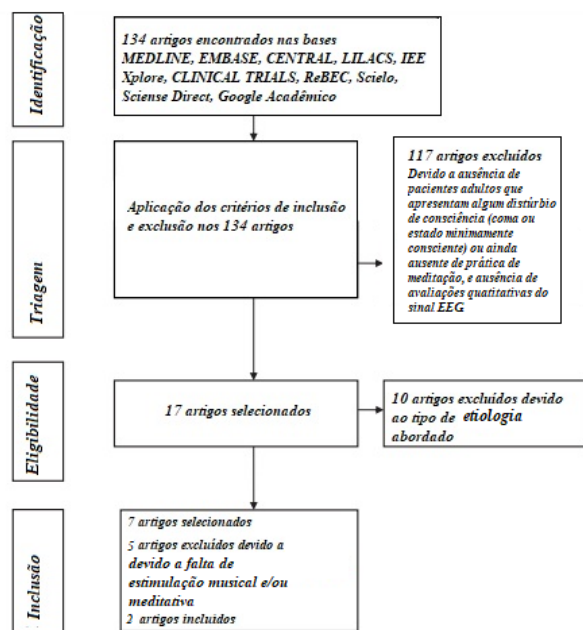 Identificação
134 artigos encontrados nas bases
MEDLINE, EMBASE, CENTRAL, LILACS, IEE
Xplore, CLINICAL TRIALS, ReBEC, Scielo,
Sciense Direct, Google Acadêmico
Triagem
Aplicação dos critérios de inclusão
e exclusão nos 134 artigos
117 artigos excluídos
Devido a ausência de
pacientes adultos que
apresentam algum distúrbio
de consciência (coma ou
estado minimamente
consciente) ou ainda
ausente de prática de
meditação, e ausência de
avaliações quatitativas do
sinal EEG
Eligibilidade
17 artigos selecionados
10 artigos excluídos devido
ao tipo de etiologia
abordado
Inclusão
7 artigos selecionados
5 artigos excluídos devido a
devido a falta de
estimulação musical e/ou
meditativa
2 artigos incluídos